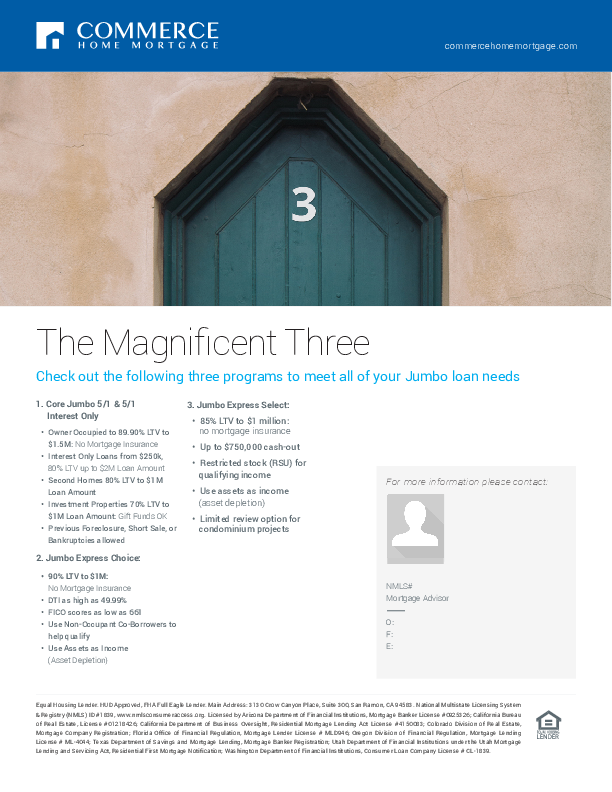 COMMERCE
HOME MORTGAGE
commercehomemortgage.com
3
The Magnificent Three
Check out the following three programs to meet all of your Jumbo loan needs
1. Core Jumbo 5/1 & 5/1
Interest Only
• Owner Occupied to 89.90% LTV to
$1.5M: No Mortgage Insurance
• Interest Only Loans from $250k,
80% LTV up to $2M Loan Amount
• Second Homes 80% LTV to $1M
Loan Amount
• Investment Properties 70% LTV to
$1M Loan Amount: Gift Funds OK
• Previous Foreclosure, Short Sale, or
Bankruptcies allowed
2. Jumbo Express Choice:
• 90% LTV to $1M:
No Mortgage Insurance
• DTI as high as 49.99%
• FICO scores as low as 661
• Use Non-Occupant Co-Borrowers to
help qualify
• Use Assets as Income
(Asset Depletion)
3. Jumbo Express Select:
• 85% LTV to $1 million:
no mortgage insurance
• Up to $750,000 cash-out
• Restricted stock (RSU) for
qualifying income
• Use assets as income
(asset depletion)
• Limited review option for
condominium projects
For more information please contact:
NMLS#
Mortgage Advisor
O:
F:
E:
Equal Housing Lender. HUD Approved, FHA Full Eagle Lender. Main Address: 3130 Crow Canyon Place, Suite 300, San Ramon, CA 94583. National Multistate Licensing System
& Registry (NMLS) ID #1839, www.nmlsconsumeraccess.org. Licensed by Arizona Department of Financial Institutions, Mortgage Banker License #0925326; California Bureau
of Real Estate, License #01218426; California Department of Business Oversight, Residential Mortgage Lending Act License #4150083; Colorado Division of Real Estate,
Mortgage Company Registration; Florida Office of Financial Regulation, Mortgage Lender License # MLD946; Oregon Division of Financial Regulation, Mortgage Lending
License # ML-4044; Texas Department of Savings and Mortgage Lending, Mortgage Banker Registration; Utah Department of Financial Institutions under the Utah Mortgage
Lending and Servicing Act, Residential First Mortgage Notification; Washington Department of Financial Institutions, Consumer Loan Company License # CL-1839.
EQUAL HOUSING
LENDER